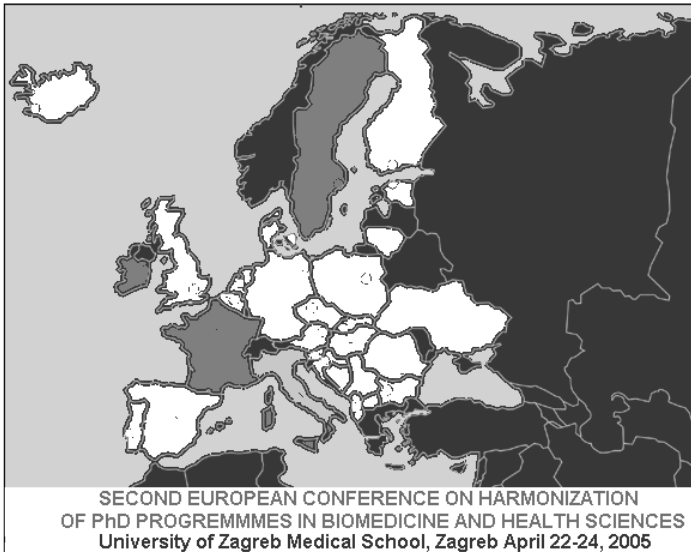 SECOND EUROPEAN CONFERENCE ON HARMONIZATION
OF PhD PROGREMMMES IN BIOMEDICINE AND HEALTH SCIENCES
University of Zagreb Medical School, Zagreb April 22-24, 2005